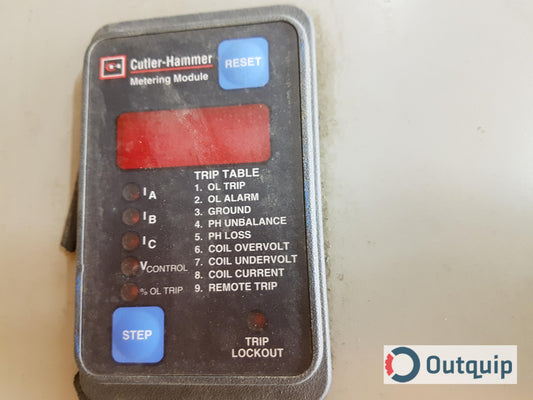 Cutler-Hammer
Metering Module
RESET
TRIP TABLE
1. OL TRIP
2. OL ALARM
3. GROUND
4. PH UNBALANCE
5. PH LOSS
6. COIL OVERVOLT
7. COIL UNDERVOLT
8. COIL CURRENT
9. REMOTE TRIP
IA
IB
IC
VCONTROL
% OL TRIP
STEP
TRIP
LOCKOUT
Outquip